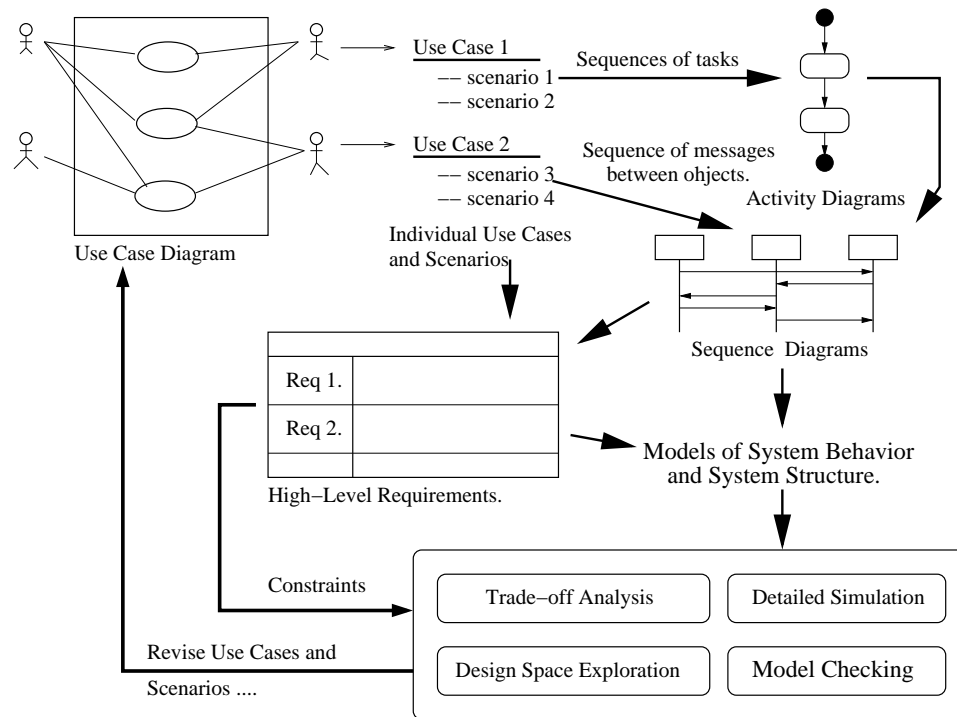 Use Case 1
−− scenario 1
−− scenario 2
Sequences of tasks
Use Case 2
−− scenario 3
−− scenario 4
Sequence of messages
between objects.
Activity Diagrams
Use Case Diagram
Individual Use Cases
and Scenarios
Sequence Diagrams
Req 1.
Req 2.
High−Level Requirements.
Models of System Behavior
and System Structure.
Constraints
Trade−off Analysis
Detailed Simulation
Revise Use Cases and
Scenarios ....
Design Space Exploration
Model Checking